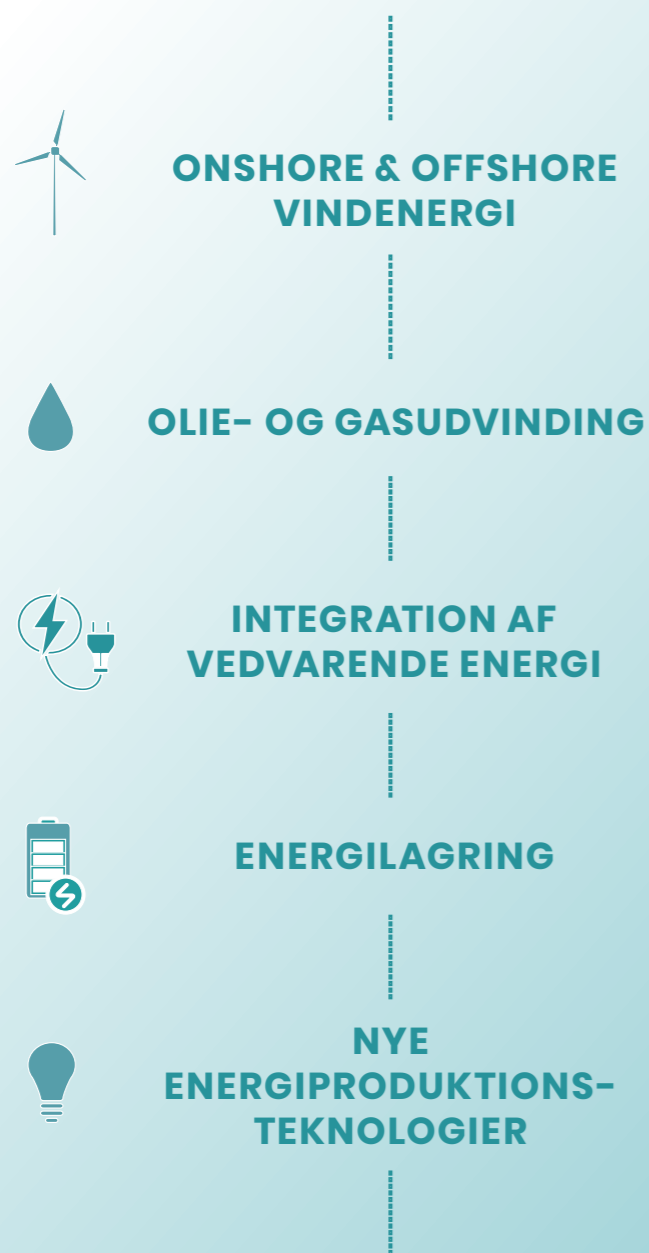 ONSHORE & OFFSHORE
VINDENERGI
OLIE- OG GASUDVINDING
INTEGRATION AF
VEDVARENDE ENERGI
ENERGILAGRING
NYE
ENERGIPRODUKTIONS-
TEKNOLOGIER